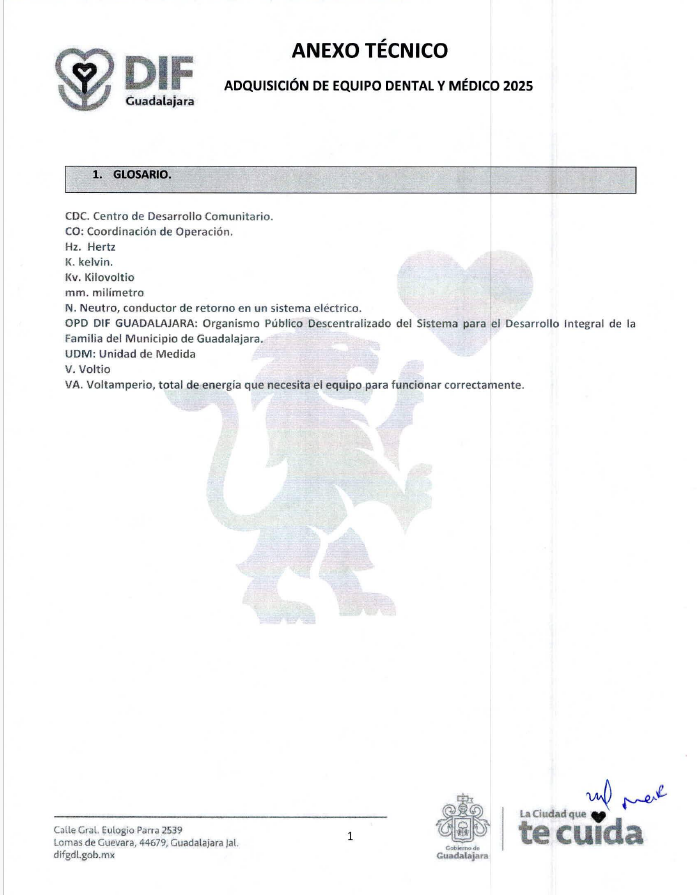 ANEXO TÉCNICO
DIF
Guadalajara
ADQUISICIÓN DE EQUIPO DENTAL Y MÉDICO 2025
1. GLOSARIO.
CDC. Centro de Desarrollo Comunitario.
CO: Coordinación de Operación.
Hz. Hertz
K. kelvin.
Kv. Kilovoltio
mm. milímetro
N. Neutro, conductor de retorno en un sistema eléctrico.
OPD DIF GUADALAJARA: Organismo Público Descentralizado del Sistema para el Desarrollo Integral de la
Familia del Municipio de Guadalajara.
UDM: Unidad de Medida
V. Voltio
VA. Voltamperio, total de energía que necesita el equipo para funcionar correctamente.
Calle Gral. Eulogio Parra 2539
Lomas de Guevara, 44679, Guadalajara Jal.
difgdl.gob.mx
1
Gobierno de
Guadalajara
La Ciudad que
te cuida